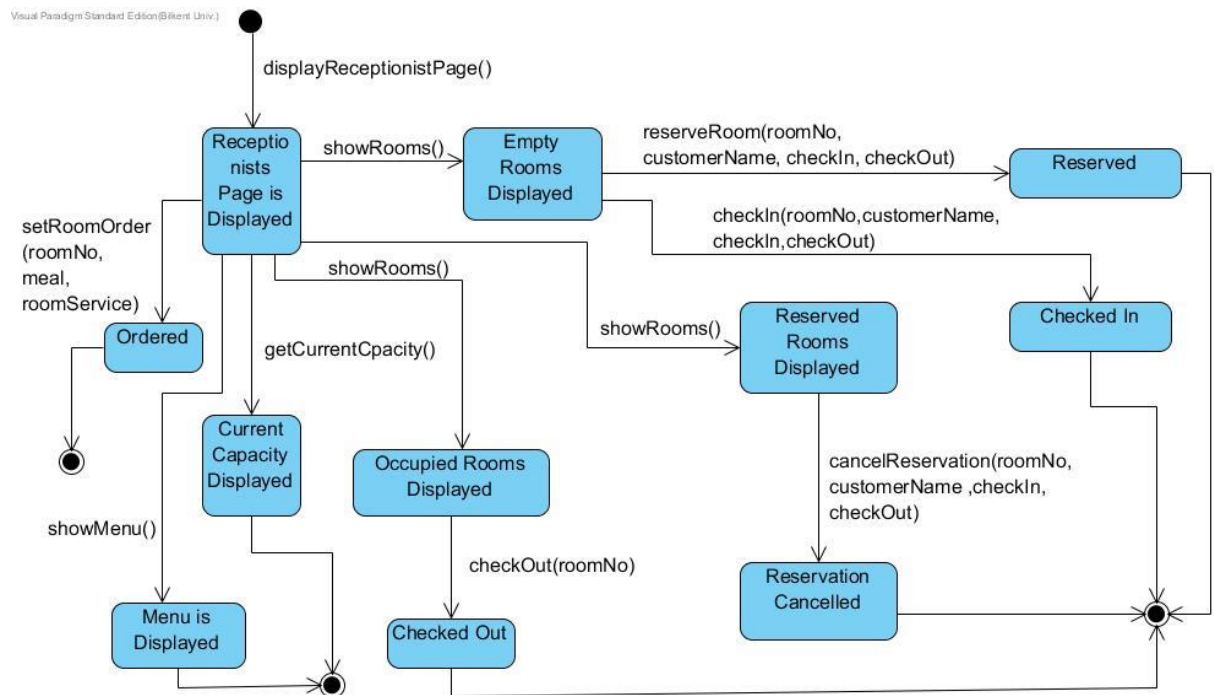 Visual Paradigm Standard Edition(Bilkent Univ.)
displayReceptionistPage()
Receptio
nists
Page is
Displayed
showRooms()
Empty
Rooms
Displayed
reserveRoom(roomNo,
customerName, checkIn, checkOut)
Reserved
setRoomOrder
(roomNo,
meal,
roomService)
checkIn(roomNo,customerName,
checkIn,checkOut)
showRooms()
Ordered
getCurrentCpacity()
showRooms()
Reserved
Rooms
Displayed
Checked In
Current
Capacity
Displayed
Occupied Rooms
Displayed
cancelReservation(roomNo,
customerName ,checkIn,
checkOut)
showMenu()
checkOut(roomNo)
Reservation
Cancelled
Menu is
Displayed
Checked Out